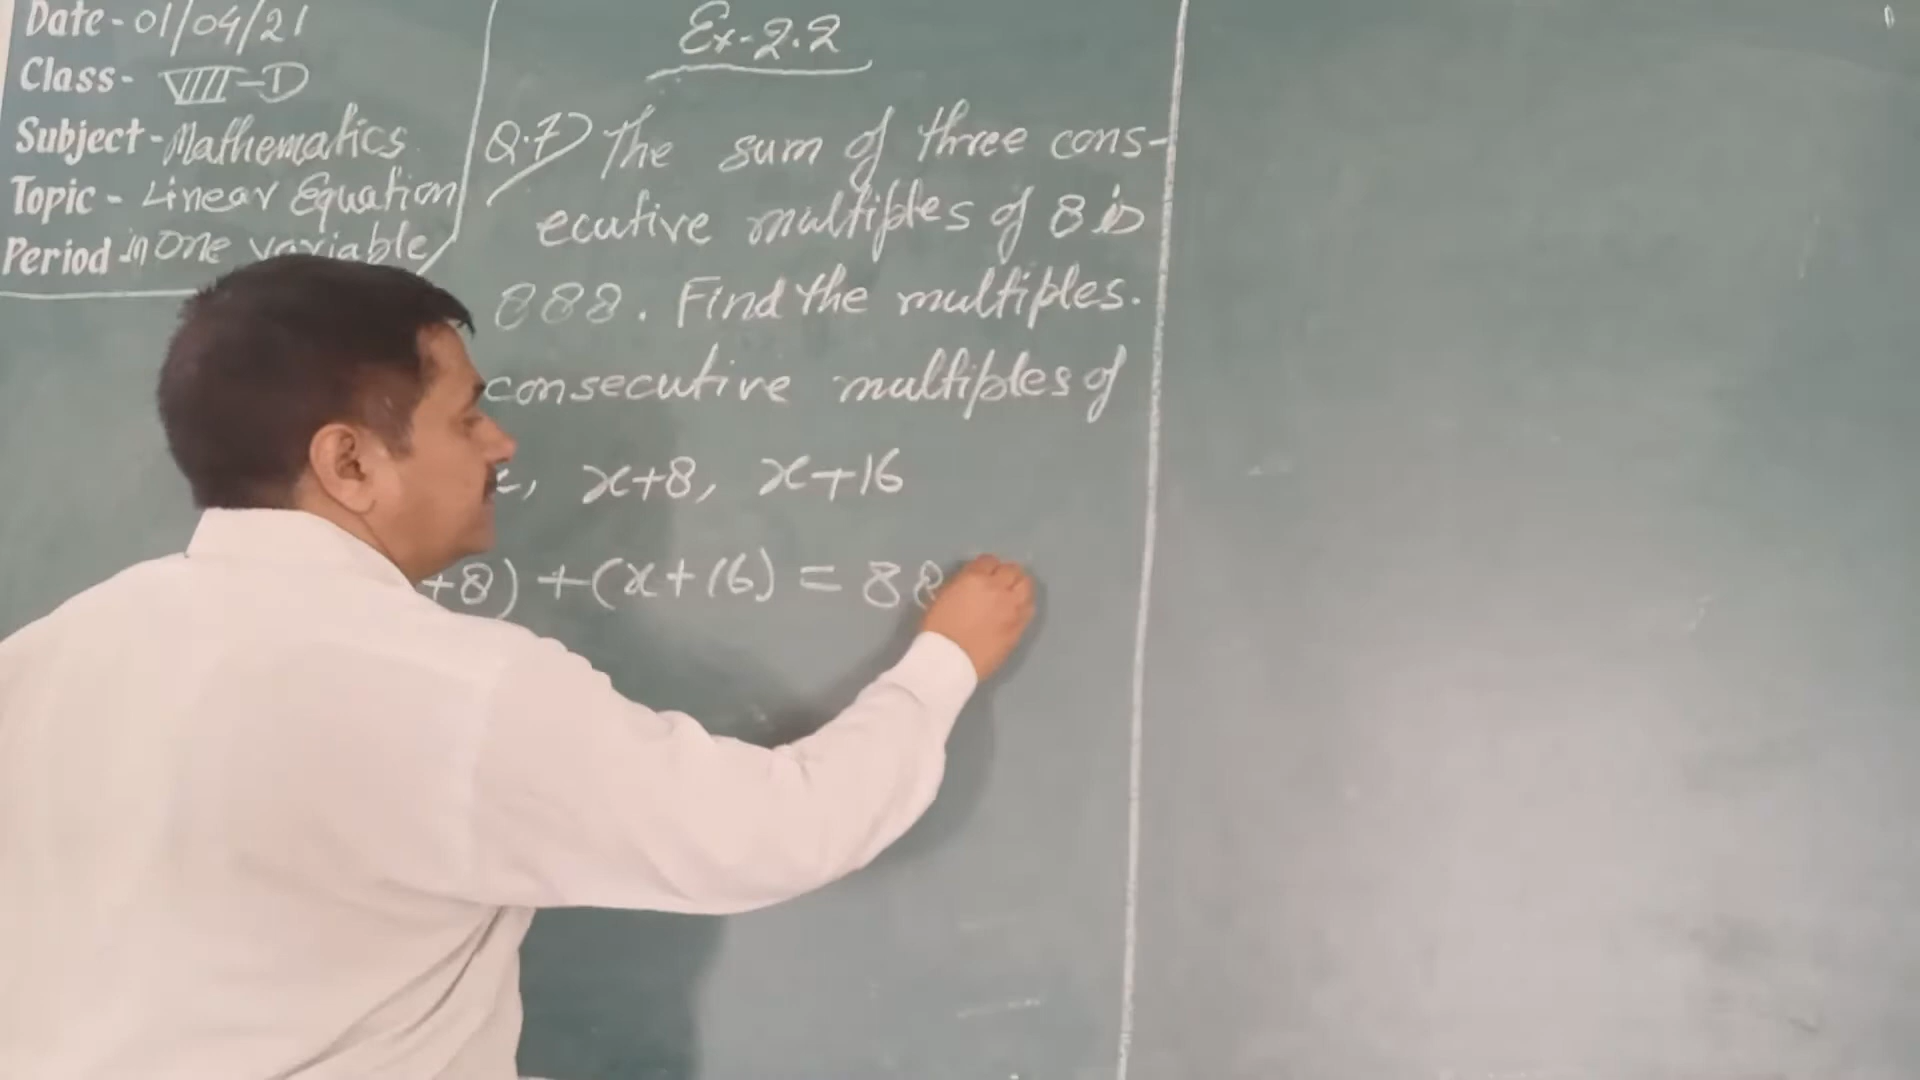 Date - 01/04/21
Class - VIII - D
Subject - Mathematics
Topic - Linear Equation
Period in One variable
Ex-2.2
Q.7) The sum of three cons-
ecutive multiples of 8 is
888. Find the multiples.
consecutive multiples of
x, x+8, x+16
+8) + (x+16) = 88